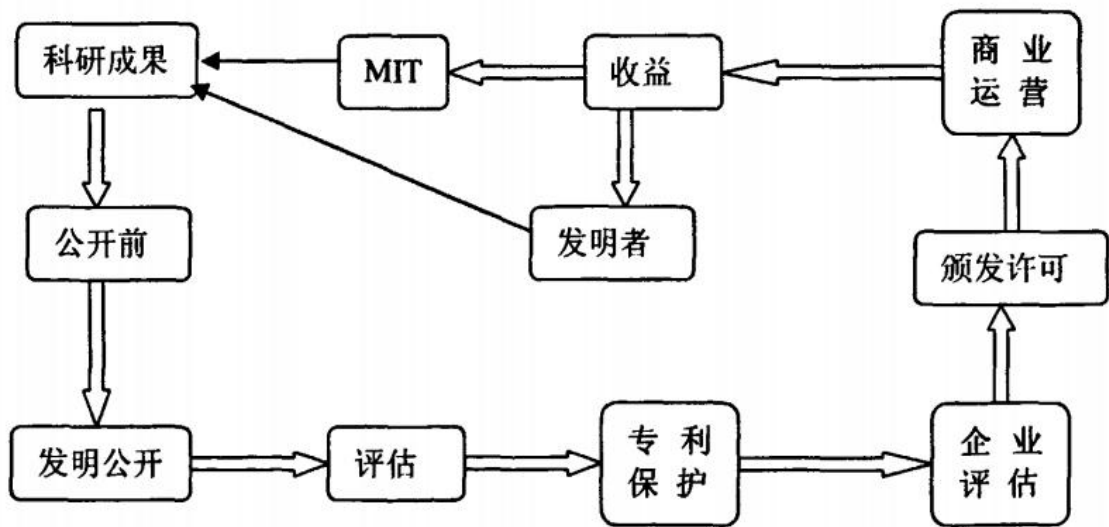 科研成果
MIT
收益
商业
运营
公开前
发明者
颁发许可
发明公开
评估
专利
保护
企业
评估